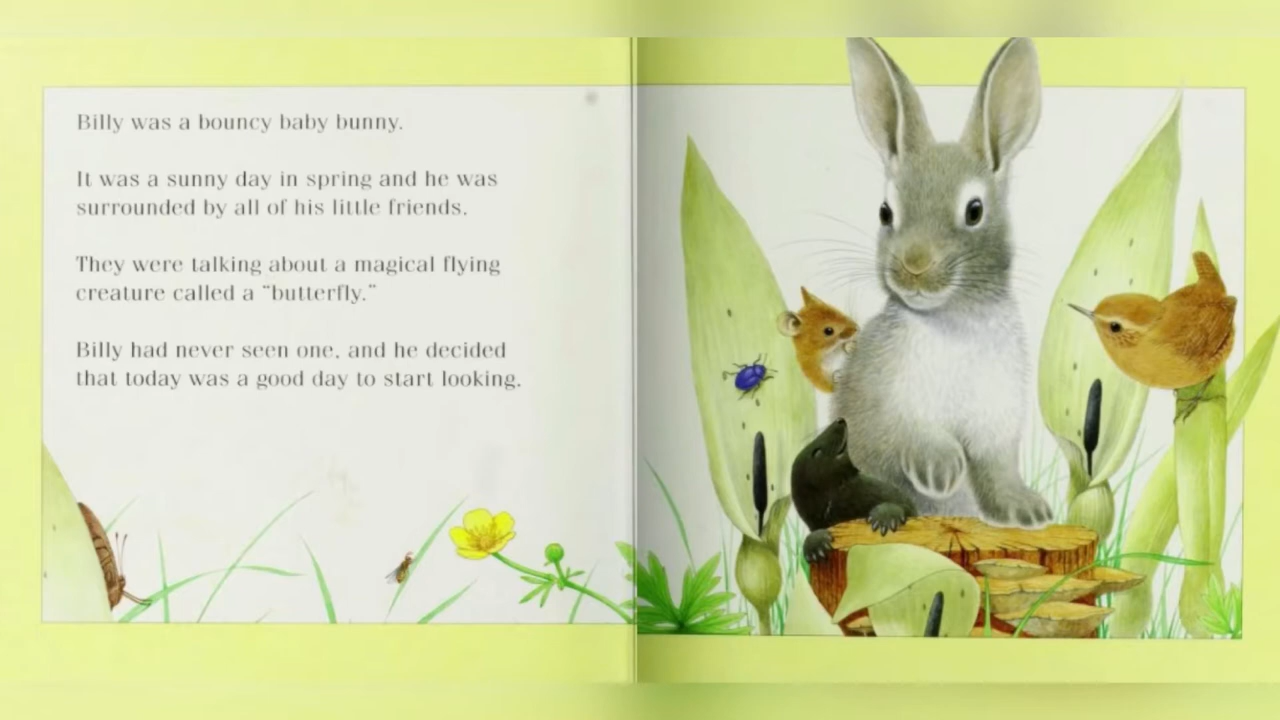 Billy was a bouncy baby bunny.
It was a sunny day in spring and he was
surrounded by all of his little friends.
They were talking about a magical flying
creature called a "butterfly."
Billy had never seen one, and he decided
that today was a good day to start looking.